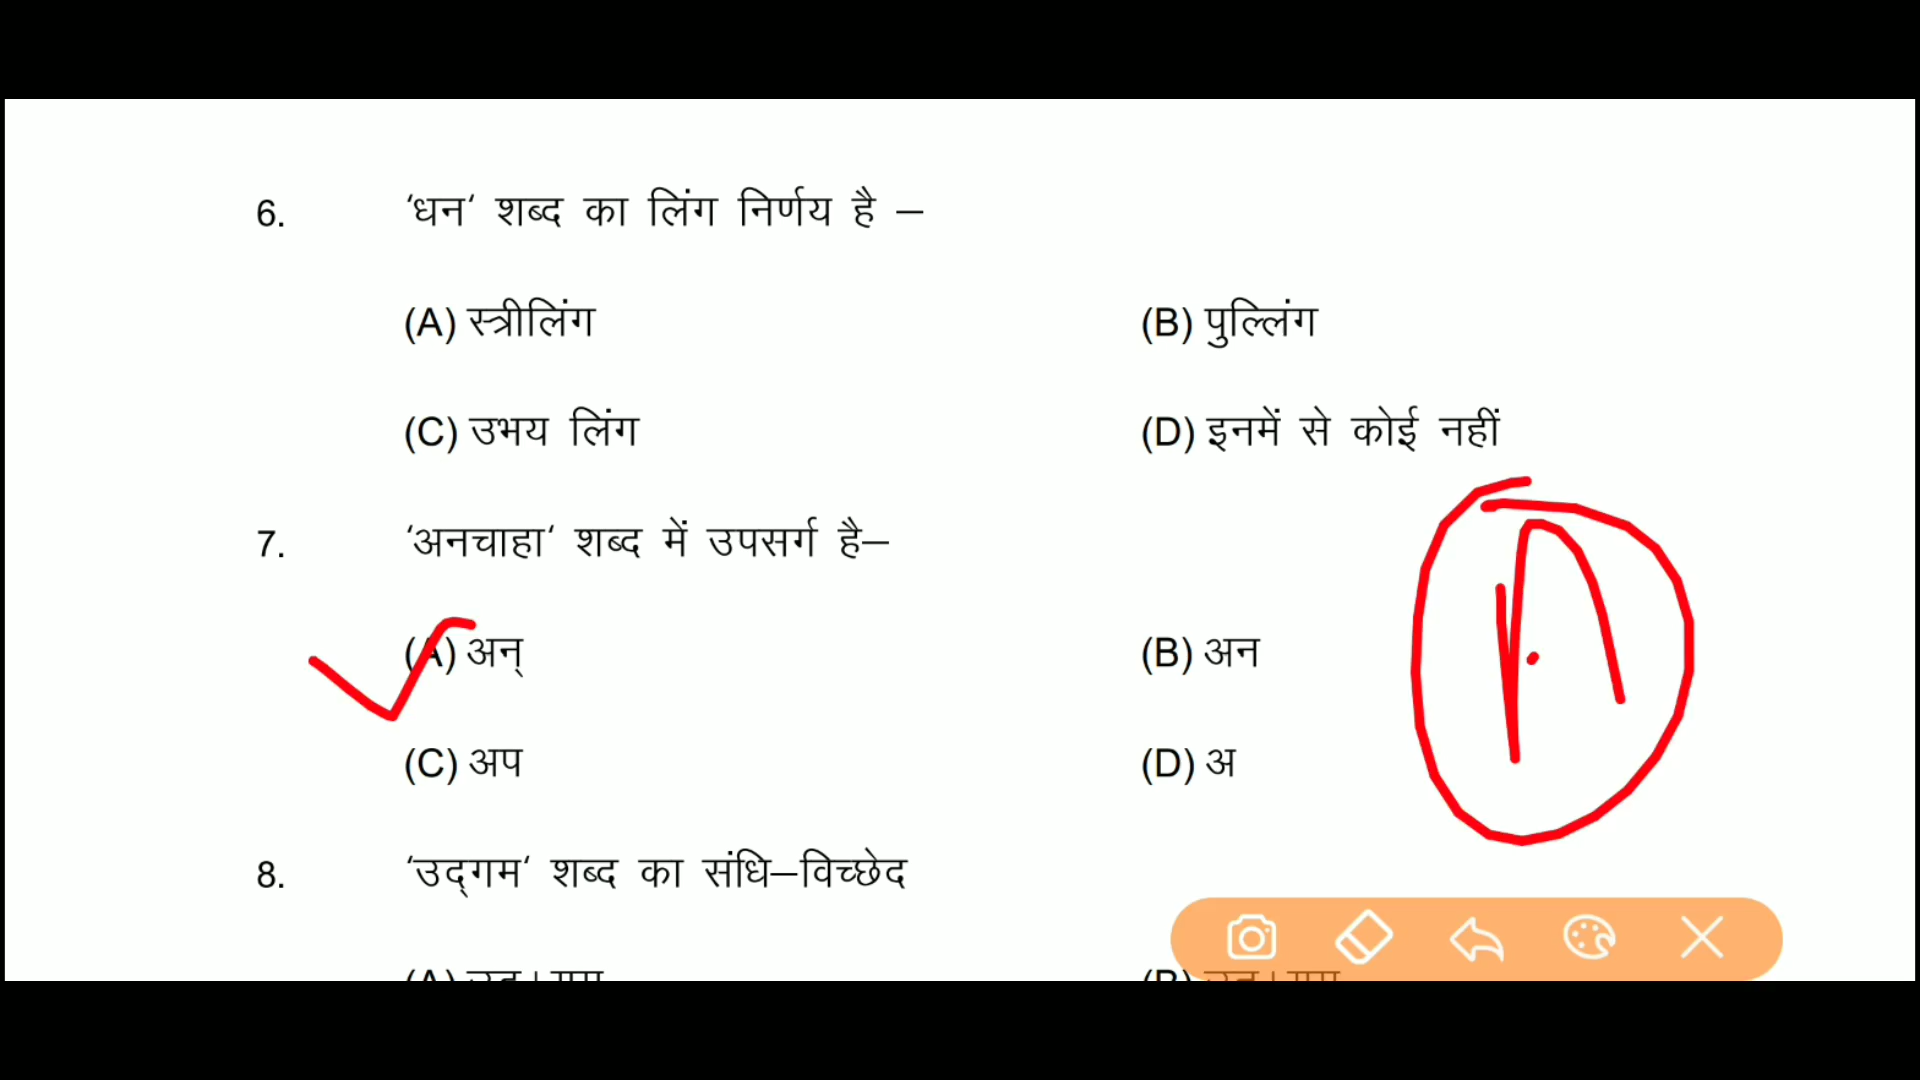 6. ‘धन‘ शब्द का लिंग निर्णय है –
(A) स्त्रीलिंग (B) पुल्लिंग
(C) उभय लिंग (D) इनमें से कोई नहीं
7. ‘अनचाहा‘ शब्द में उपसर्ग है–
(A) अन् (B) अन
(C) अप (D) अ
8. ‘उद्‌गम‘ शब्द का संधि–विच्छेद
(A) (B)